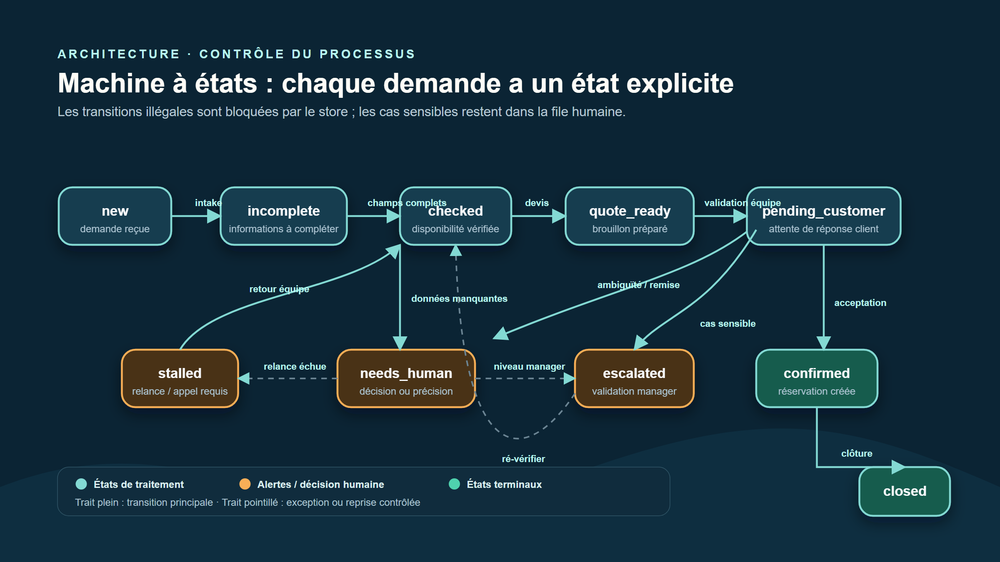 ARCHITECTURE · CONTRÔLE DU PROCESSUS
Machine à états : chaque demande a un état explicite
Les transitions illégales sont bloquées par le store ; les cas sensibles restent dans la file humaine.
new
demande reçue
intake
incomplete
informations à compléter
champs complets
checked
disponibilité vérifiée
devis
quote_ready
brouillon préparé
validation équipe
pending_customer
attente de réponse client
retour équipe
données manquantes
ambiguïté / remise
cas sensible
acceptation
stalled
relance / appel requis
relance échue
needs_human
décision ou précision
niveau manager
escalated
validation manager
confirmed
réservation créée
ré-vérifier
clôture
closed
États de traitement
Alertes / décision humaine
États terminaux
Trait plein : transition principale · Trait pointillé : exception ou reprise contrôlée